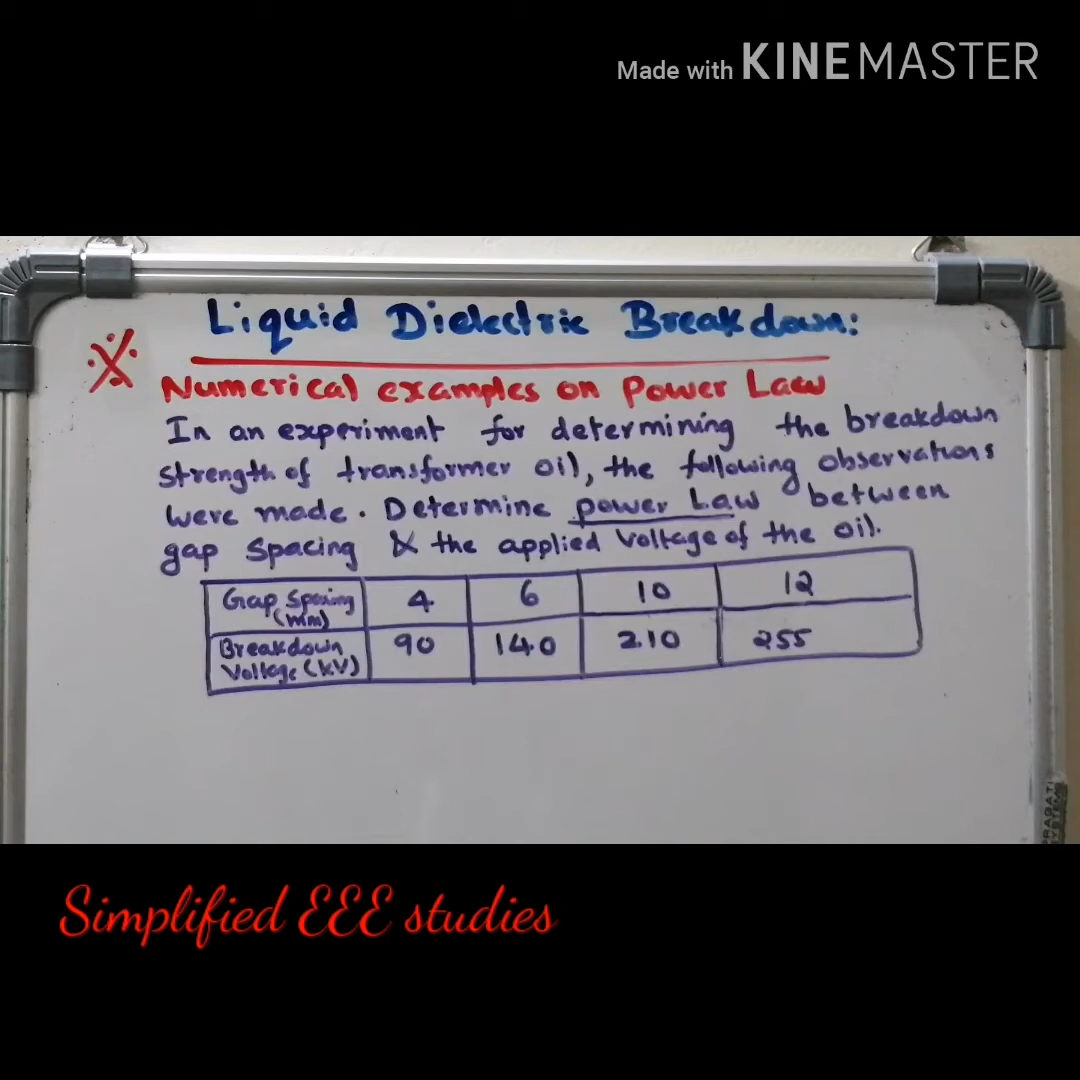 Made with KINEMASTER
Liquid Dielectric Breakdown:
Numerical examples on Power Law
In an experiment for determining the breakdown
strength of transformer oil, the following observations
were made. Determine power Law between
gap spacing & the applied Voltage of the oil.
Gap Spacing (mm) 4 6 10 12
Breakdown Voltage (kV) 90 140 210 255
PRAGATI SYSTEMS
Simplified EEE studies